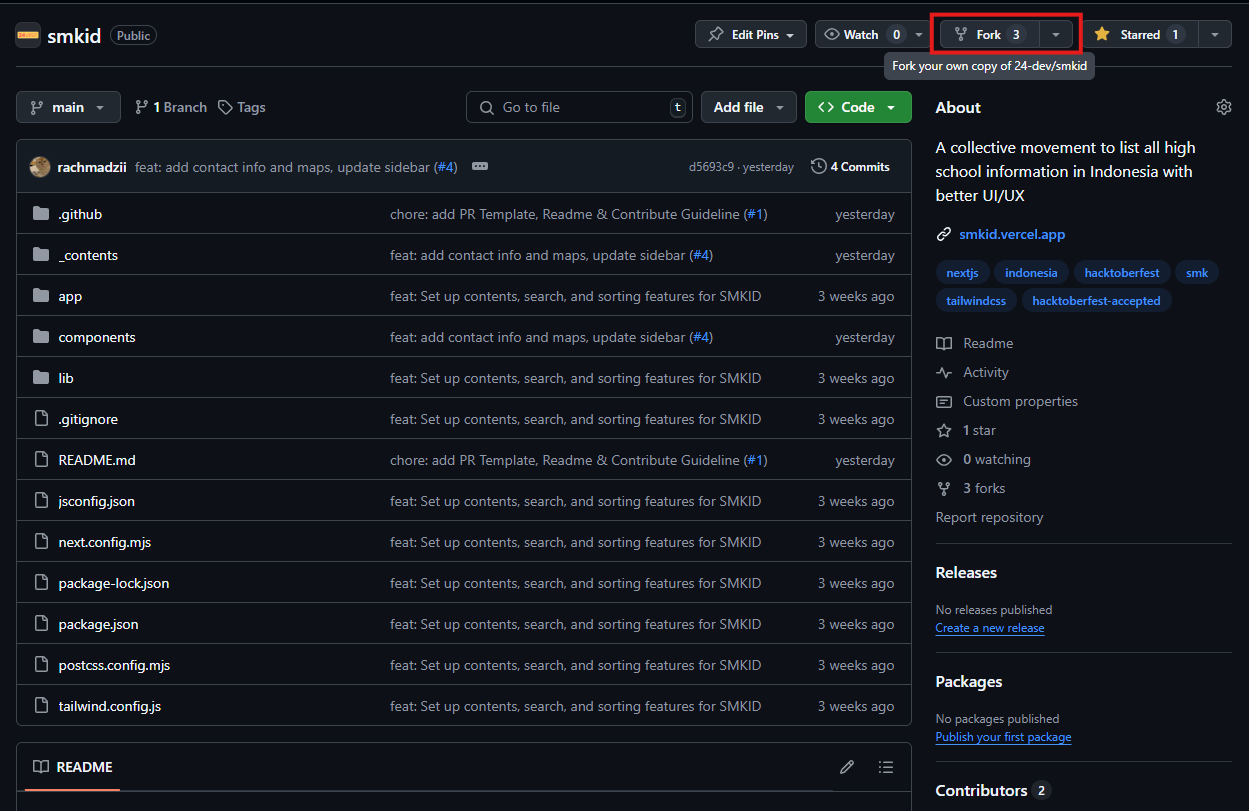 smkid Public Edit Pins Watch 0 Fork 3 Starred 1
Fork your own copy of 24-dev/smkid
main 1 Branch Tags Go to file t Add file Code
rachmadzii feat: add contact info and maps, update sidebar (#4) d5693c9 · yesterday 4 Commits
.github chore: add PR Template, Readme & Contribute Guideline (#1) yesterday
_contents feat: add contact info and maps, update sidebar (#4) yesterday
app feat: Set up contents, search, and sorting features for SMKID 3 weeks ago
components feat: add contact info and maps, update sidebar (#4) yesterday
lib feat: Set up contents, search, and sorting features for SMKID 3 weeks ago
.gitignore feat: Set up contents, search, and sorting features for SMKID 3 weeks ago
README.md chore: add PR Template, Readme & Contribute Guideline (#1) yesterday
jsconfig.json feat: Set up contents, search, and sorting features for SMKID 3 weeks ago
next.config.mjs feat: Set up contents, search, and sorting features for SMKID 3 weeks ago
package-lock.json feat: Set up contents, search, and sorting features for SMKID 3 weeks ago
package.json feat: Set up contents, search, and sorting features for SMKID 3 weeks ago
postcss.config.mjs feat: Set up contents, search, and sorting features for SMKID 3 weeks ago
tailwind.config.js feat: Set up contents, search, and sorting features for SMKID 3 weeks ago
README
About
A collective movement to list all high
school information in Indonesia with
better UI/UX
smkid.vercel.app
nextjs indonesia hacktoberfest smk
tailwindcss hacktoberfest-accepted
Readme
Activity
Custom properties
1 star
0 watching
3 forks
Report repository
Releases
No releases published
Create a new release
Packages
No packages published
Publish your first package
Contributors 2